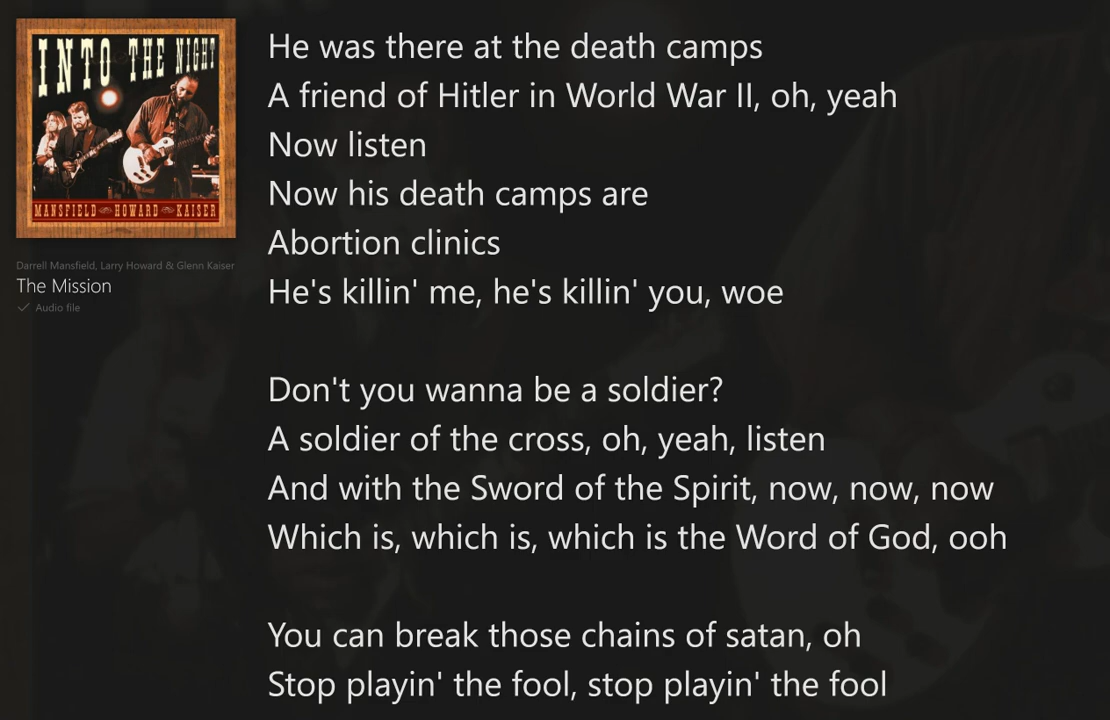 INTO THE NIGHT
MANSFIELD HOWARD KAISER
Darrell Mansfield, Larry Howard & Glenn Kaiser
The Mission
Audio file
He was there at the death camps
A friend of Hitler in World War II, oh, yeah
Now listen
Now his death camps are
Abortion clinics
He's killin' me, he's killin' you, woe
Don't you wanna be a soldier?
A soldier of the cross, oh, yeah, listen
And with the Sword of the Spirit, now, now, now
Which is, which is, which is the Word of God, ooh
You can break those chains of satan, oh
Stop playin' the fool, stop playin' the fool